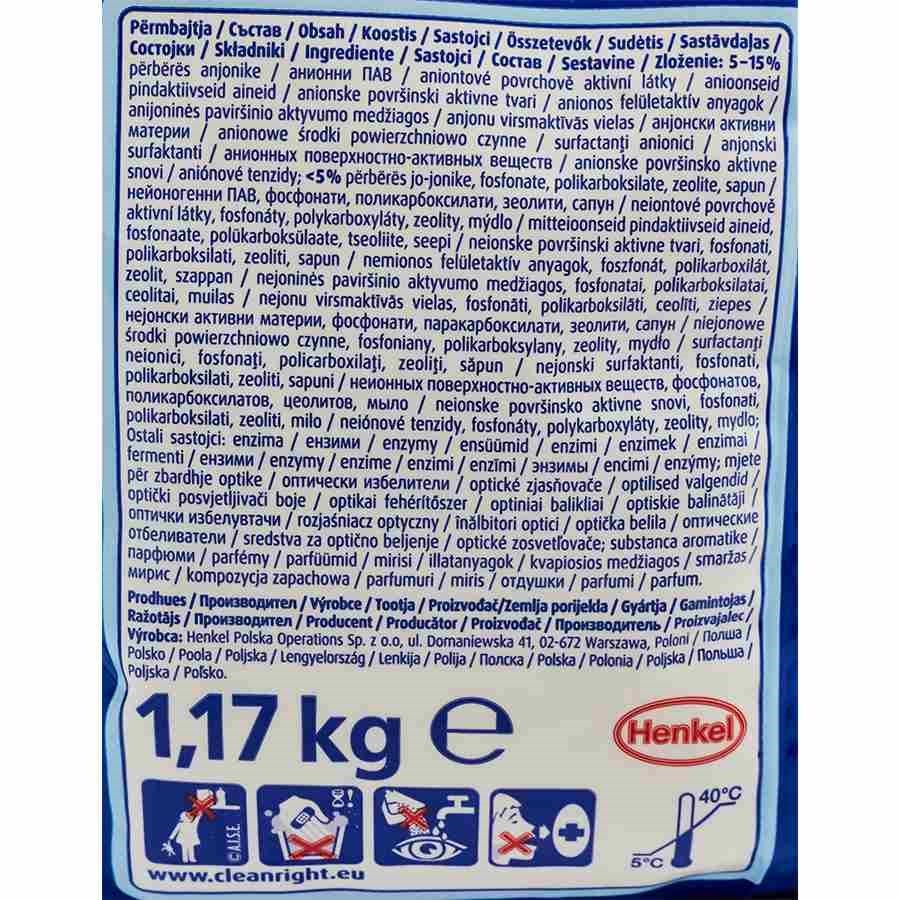 Përmbajtja / Състав / Obsah / Koostis / Sastojci / Összetevők / Sudėtis / Sastāvdaļas /
Состојки / Składniki / Ingrediente / Sastojci / Состав / Sestavine / Zloženie: 5–15%
përbërës anjonike / анионни ПАВ / aniontové povrchově aktivní látky / anioonseid
pindaktiivseid aineid / anionske površinski aktivne tvari / anionos felületaktív anyagok /
anijoninės paviršinio aktyvumo medžiagos / anjonu virsmaktīvās vielas / анјонски активни
материи / anionowe środki powierzchniowo czynne / surfactanți anionici / anjonski
surfaktanti / анионных поверхностно-активных веществ / anionske površinsko aktivne
snovi / aniónové tenzidy; <5% përbërës jo-jonike, fosfonate, polikarboksilate, zeolite, sapun /
нейоногенни ПАВ, фосфонати, поликарбоксилати, зеолити, сапун / neiontové povrchově
aktivní látky, fosfonáty, polykarboxyláty, zeolity, mýdlo / mitteioonseid pindaktiivseid aineid,
fosfonaate, polükarboksülaate, tseoliite, seepi / neionske površinski aktivne tvari, fosfonati,
polikarboksilati, zeoliti, sapun / nemionos felületaktív anyagok, foszfonát, polikarboxilát,
zeolit, szappan / nejoninės paviršinio aktyvumo medžiagos, fosfonatai, polikarboksilatai,
ceolitai, muilas / nejonu virsmaktīvās vielas, fosfonāti, polikarboksilāti, ceolīti, ziepes /
нејонски активни материи, фосфонати, паракарбоксилати, зеолити, сапун / niejonowe
środki powierzchniowo czynne, fosfoniany, polikarboksylany, zeolity, mydło / surfactanți
neionici, fosfonați, policarboxilați, zeoliți, săpun / nejonski surfaktanti, fosfonati,
polikarboksilati, zeoliti, sapuni / неионных поверхностно-активных веществ, фосфонатов,
поликарбоксилатов, цеолитов, мыло / neionske površinsko aktivne snovi, fosfonati,
polikarboksilati, zeoliti, milo / neiónové tenzidy, fosfonáty, polykarboxyláty, zeolity, mydlo;
Ostali sastojci: enzima / ензими / enzymy / ensüümid / enzimi / enzimek / enzimai /
fermenti / ензими / enzymy / enzime / enzimi / enzīmi / энзимы / encimi / enzýmy; mjete
për zbardhje optike / оптически избелители / optické zjasňovače / optilised valgendid /
optički posvjetljivači boje / optikai fehérítőszer / optiniai balikliai / optiskie balinātāji /
оптички избелувтачи / rozjaśniacz optyczny / înălbitori optici / optička belila / оптические
отбеливатели / sredstva za optično beljenje / optické zosvetľovače; substanca aromatike /
парфюми / parfémy / parfüümid / mirisi / illatanyagok / kvapiosios medžiagos / smaržas /
мирис / kompozycja zapachowa / parfumuri / miris / отдушки / parfumi / parfum.
Prodhues / Производител / Výrobce / Tootja / Proizvođač/Zemlja porijekla / Gyártja / Gamintojas /
Ražotājs / Производител / Producent / Producător / Proizvođač / Производитель / Proizvajalec /
Výrobca: Henkel Polska Operations Sp. z o.o, ul. Domaniewska 41, 02-672 Warszawa, Poloni / Полша /
Polsko / Poola / Poljska / Lengyelország / Lenkija / Polija / Полска / Polska / Polonia / Poljska / Польша /
Poljska / Poľsko.
1,17 kg ℮
Henkel
40°C
5°C
© A.I.S.E.
www.cleanright.eu